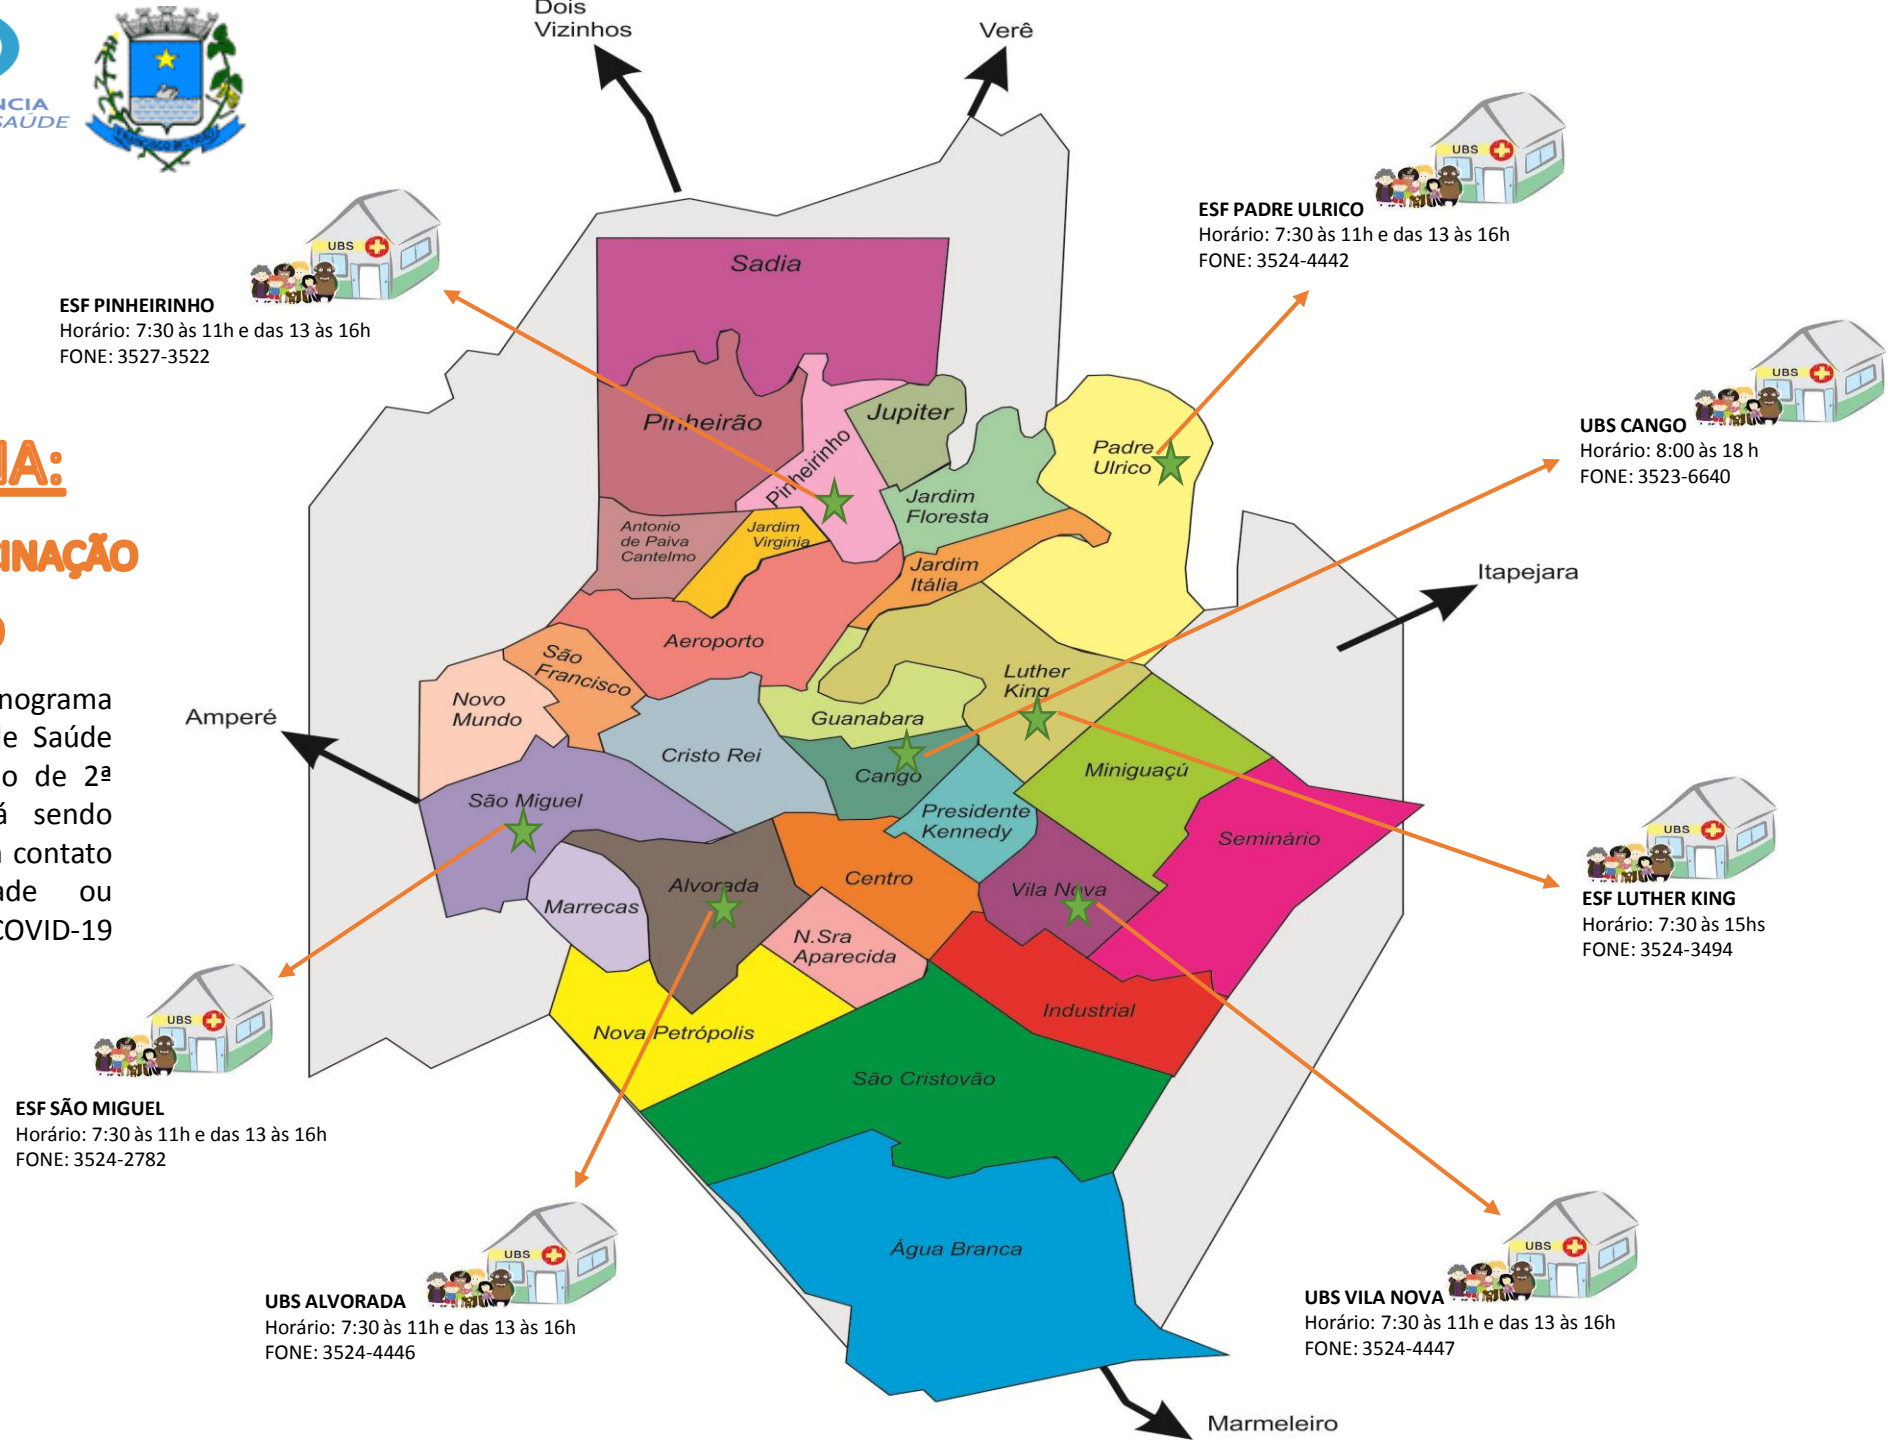 Dois
Vizinhos
Verê
NCIA
SAÚDE
ESF PADRE ULRICO
Horário: 7:30 às 11h e das 13 às 16h
FONE: 3524-4442
UBS
UBS
ESF PINHEIRINHO
Horário: 7:30 às 11h e das 13 às 16h
FONE: 3527-3522
UBS
UBS CANGO
Horário: 8:00 às 18 h
FONE: 3523-6640
IA:
INAÇÃO
O
nograma
de Saúde
o de 2ª
á sendo
contato
ade ou
COVID-19
Sadia
Pinheirão
Pinheirinho
Jupiter
Padre
Ulrico
Jardim
Floresta
Antonio
de Paiva
Cantelmo
Jardim
Virginia
Jardim
Itália
Itapejara
Aeroporto
São
Francisco
Novo
Mundo
Luther
King
Amperé
Guanabara
Cristo Rei
Cango
Miniguaçú
São Miguel
Presidente
Kennedy
Seminário
Alvorada
Centro
Vila Nova
Marrecas
N.Sra
Aparecida
UBS
ESF LUTHER KING
Horário: 7:30 às 15hs
FONE: 3524-3494
Industrial
Nova Petrópolis
São Cristovão
UBS
ESF SÃO MIGUEL
Horário: 7:30 às 11h e das 13 às 16h
FONE: 3524-2782
Água Branca
UBS
UBS ALVORADA
Horário: 7:30 às 11h e das 13 às 16h
FONE: 3524-4446
UBS
UBS VILA NOVA
Horário: 7:30 às 11h e das 13 às 16h
FONE: 3524-4447
Marmeleiro